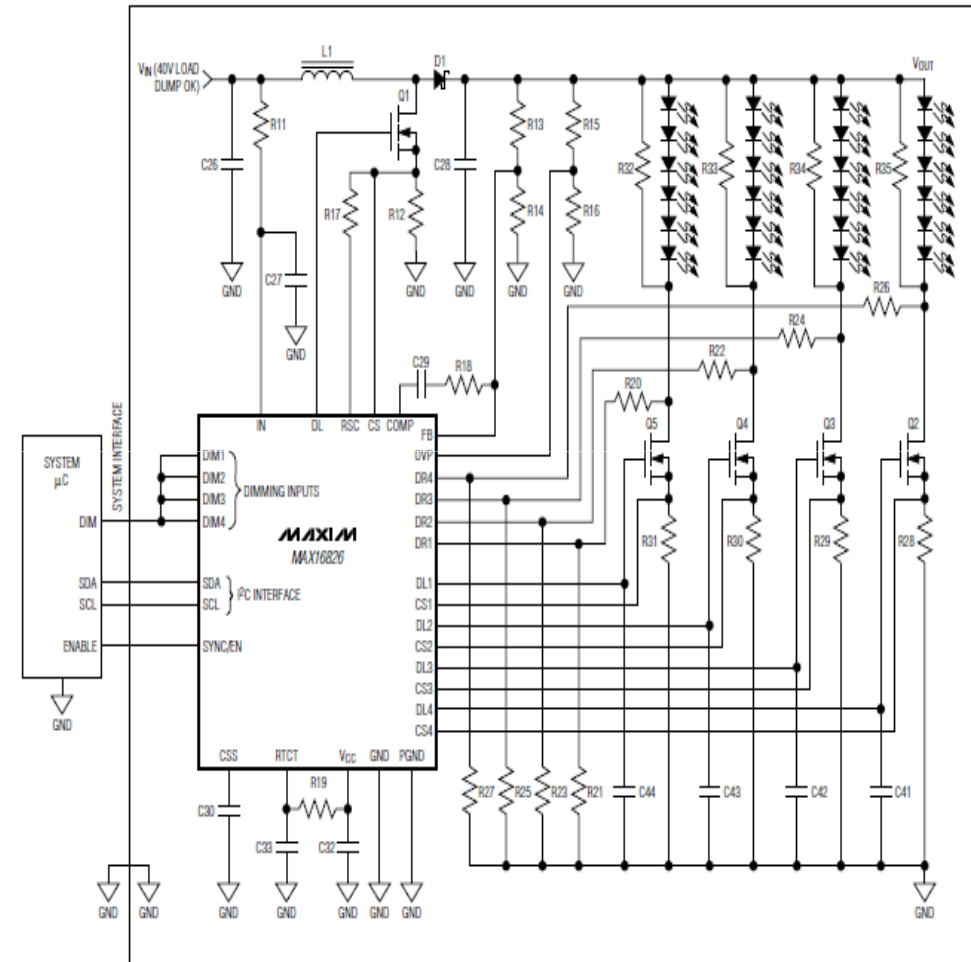 L1
D1
V_IN (40V LOAD
DUMP OK)
V_OUT
Q1
R11
R13
R15
C26
C28
R32
R33
R34
R35
R17
R12
R14
R16
GND
C27
GND
GND
GND
GND
GND
R26
R24
C29
R18
R22
R20
SYSTEM INTERFACE
IN
DL
RSC
CS
COMP
FB
Q5
Q4
Q3
Q2
SYSTEM
µC
DIM1
DIM2
DIM3
DIM4
DIMMING INPUTS
OVP
DR4
DR3
DR2
DR1
DIM
MAXIM
MAX16826
R31
R30
R29
R28
SDA
SCL
SDA
SCL
I²C INTERFACE
DL1
CS1
DL2
CS2
ENABLE
SYNC/EN
DL3
CS3
DL4
CS4
GND
CSS
RTCT
V_CC
GND
PGND
R19
R27
R25
R23
R21
C44
C43
C42
C41
C30
C33
C32
GND
GND
GND
GND
GND
GND
GND
GND